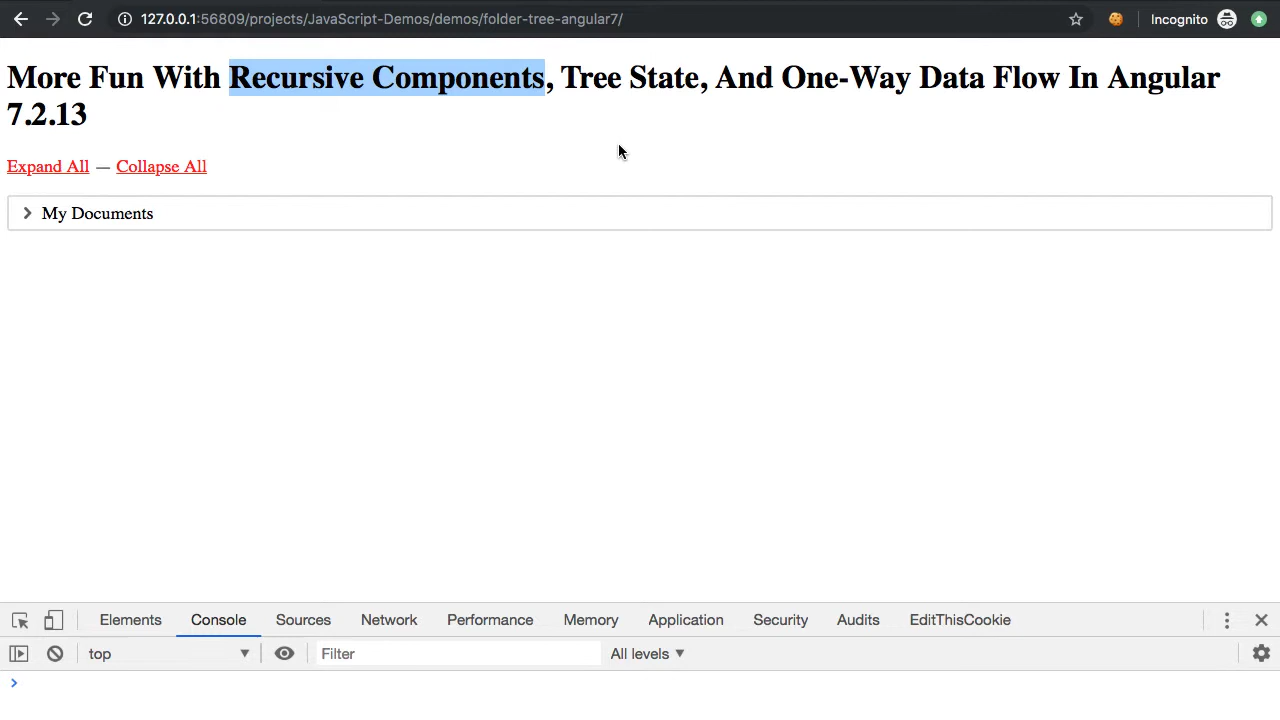 127.0.0.1:56809/projects/JavaScript-Demos/demos/folder-tree-angular7/
Incognito
More Fun With Recursive Components, Tree State, And One-Way Data Flow In Angular
7.2.13
Expand All — Collapse All
My Documents
Elements Console Sources Network Performance Memory Application Security Audits EditThisCookie
top Filter All levels